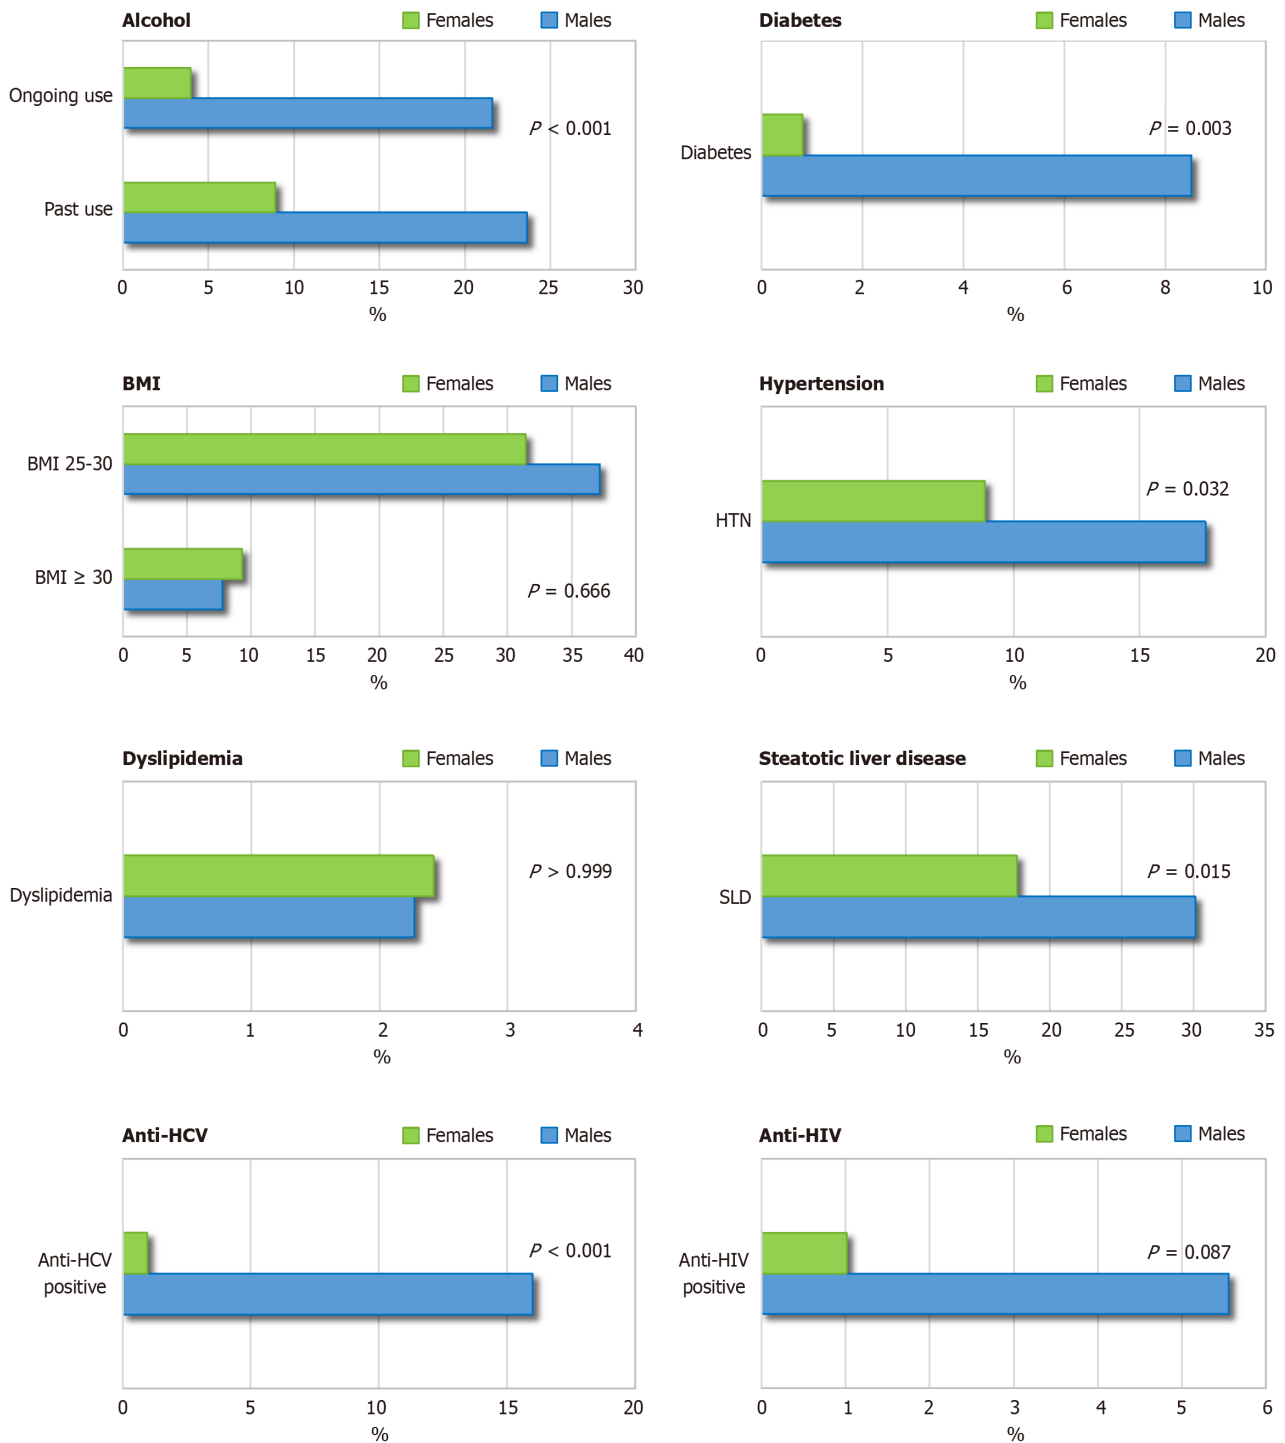 Alcohol Females Males
Ongoing use
P < 0.001
Past use
0 5 10 15 20 25 30
%
Diabetes Females Males
P = 0.003
Diabetes
0 2 4 6 8 10
%
BMI Females Males
BMI 25-30
BMI ≥ 30
P = 0.666
0 5 10 15 20 25 30 35 40
%
Hypertension Females Males
P = 0.032
HTN
0 5 10 15 20
%
Dyslipidemia Females Males
P > 0.999
Dyslipidemia
0 1 2 3 4
%
Steatotic liver disease Females Males
P = 0.015
SLD
0 5 10 15 20 25 30 35
%
Anti-HCV Females Males
P < 0.001
Anti-HCV
positive
0 5 10 15 20
%
Anti-HIV Females Males
P = 0.087
Anti-HIV
positive
0 1 2 3 4 5 6
%